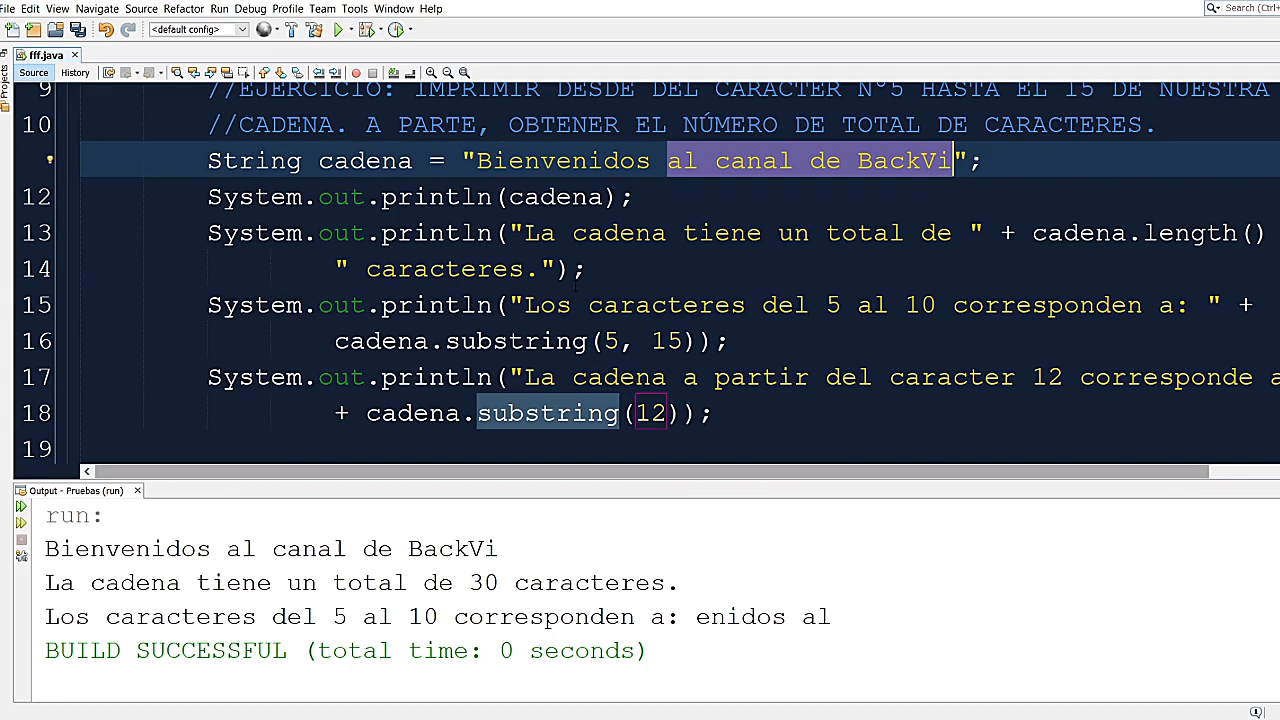 File Edit View Navigate Source Refactor Run Debug Profile Team Tools Window Help
Search (Ctrl+
<default config>
fff.java
Projects
Source History
9 //EJERCICIO: IMPRIMIR DESDE DEL CARÁCTER Nº5 HASTA EL 15 DE NUESTRA
10 //CADENA. A PARTE, OBTENER EL NÚMERO DE TOTAL DE CARACTERES.
String cadena = "Bienvenidos al canal de BackVi";
12 System.out.println(cadena);
13 System.out.println("La cadena tiene un total de " + cadena.length()
14 " caracteres.");
15 System.out.println("Los caracteres del 5 al 10 corresponden a: " +
16 cadena.substring(5, 15));
17 System.out.println("La cadena a partir del caracter 12 corresponde a
18 + cadena.substring(12));
19
Output - Pruebas (run)
run:
Bienvenidos al canal de BackVi
La cadena tiene un total de 30 caracteres.
Los caracteres del 5 al 10 corresponden a: enidos al
BUILD SUCCESSFUL (total time: 0 seconds)